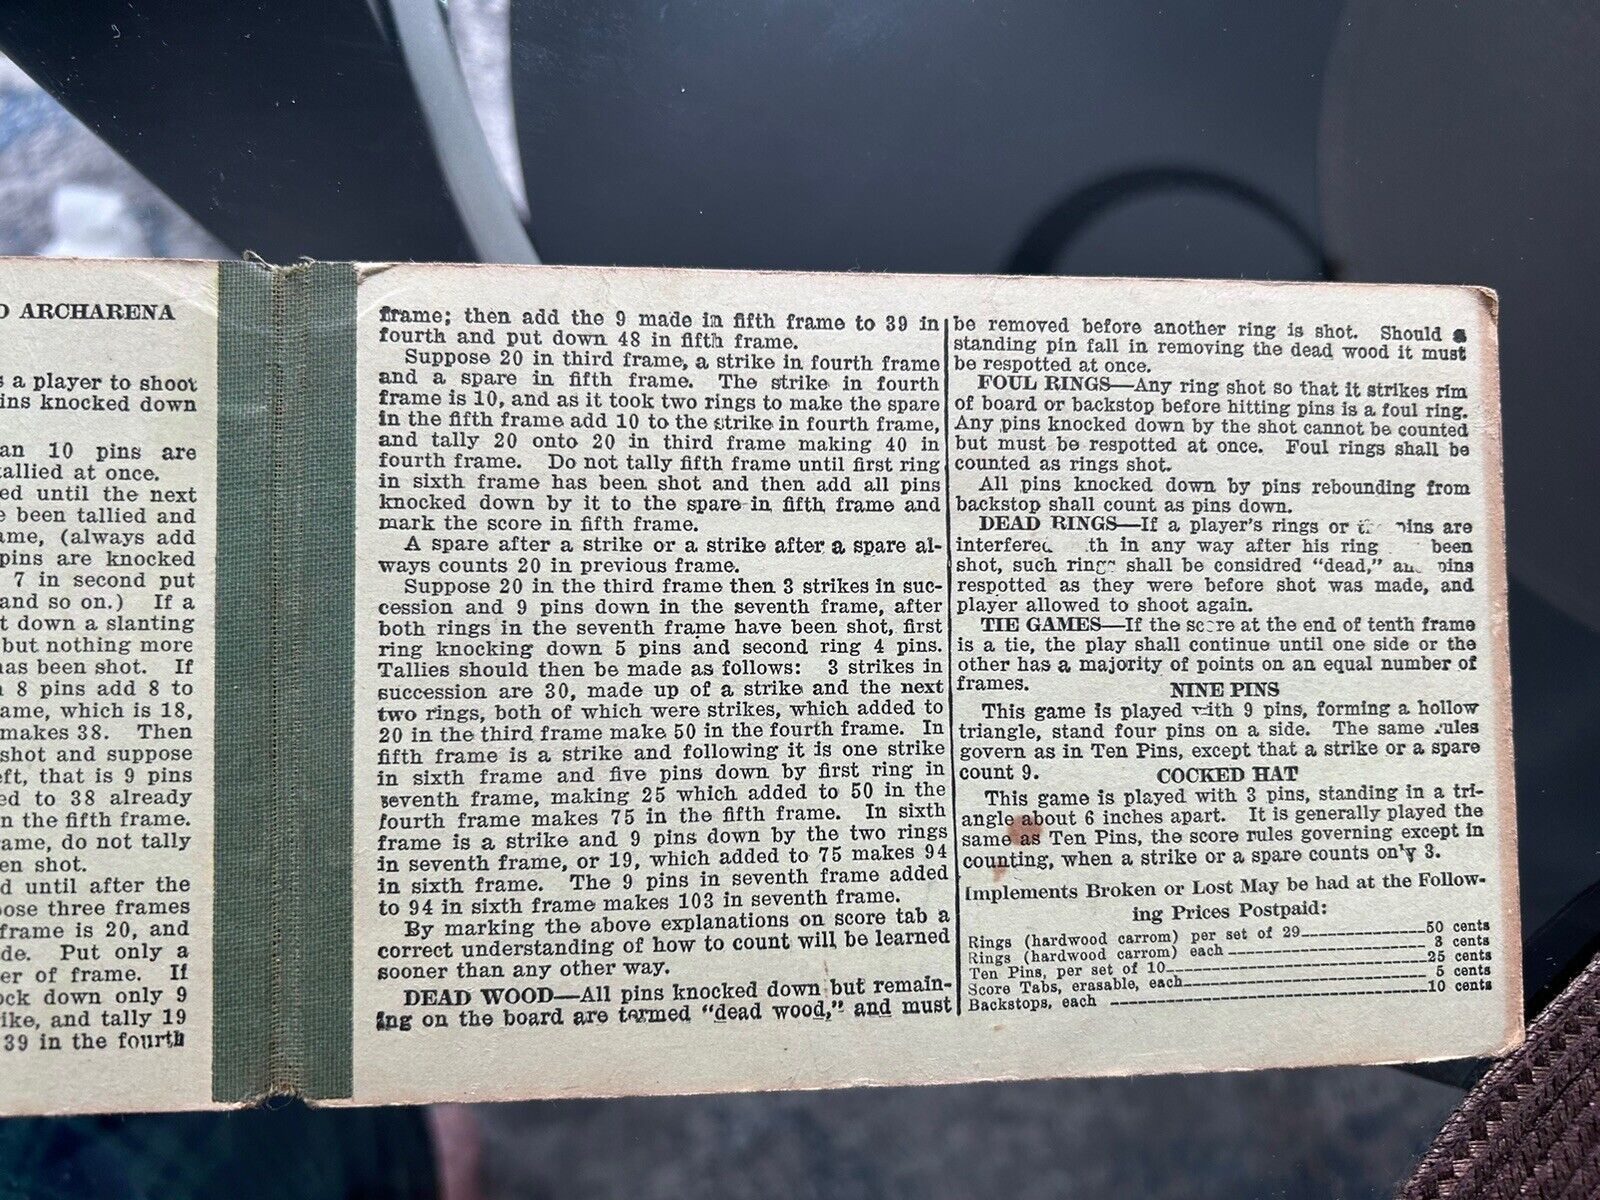 ARCHARENA
a player to shoot
ins knocked down
an 10 pins are
tallied at once.
ed until the next
been tallied and
ame, (always add
pins are knocked
7 in second put
and so on.) If a
t down a slanting
but nothing more
has been shot. If
8 pins add 8 to
ame, which is 18,
makes 38. Then
shot and suppose
eft, that is 9 pins
ed to 38 already
n the fifth frame.
ame, do not tally
en shot.
d until after the
ose three frames
frame is 20, and
de. Put only a
er of frame. If
ock down only 9
ike, and tally 19
39 in the fourth
frame; then add the 9 made in fifth frame to 39 in
fourth and put down 48 in fifth frame.
Suppose 20 in third frame, a strike in fourth frame
and a spare in fifth frame. The strike in fourth
frame is 10, and as it took two rings to make the spare
in the fifth frame add 10 to the strike in fourth frame,
and tally 20 onto 20 in third frame making 40 in
fourth frame. Do not tally fifth frame until first ring
in sixth frame has been shot and then add all pins
knocked down by it to the spare in fifth frame and
mark the score in fifth frame.
A spare after a strike or a strike after a spare al-
ways counts 20 in previous frame.
Suppose 20 in the third frame then 3 strikes in suc-
cession and 9 pins down in the seventh frame, after
both rings in the seventh frame have been shot, first
ring knocking down 5 pins and second ring 4 pins.
Tallies should then be made as follows: 3 strikes in
succession are 30, made up of a strike and the next
two rings, both of which were strikes, which added to
20 in the third frame make 50 in the fourth frame. In
fifth frame is a strike and following it is one strike
in sixth frame and five pins down by first ring in
seventh frame, making 25 which added to 50 in the
fourth frame makes 75 in the fifth frame. In sixth
frame is a strike and 9 pins down by the two rings
in seventh frame, or 19, which added to 75 makes 94
in sixth frame. The 9 pins in seventh frame added
to 94 in sixth frame makes 103 in seventh frame.
By marking the above explanations on score tab a
correct understanding of how to count will be learned
sooner than any other way.
DEAD WOOD—All pins knocked down but remain-
ing on the board are termed "dead wood," and must
be removed before another ring is shot. Should a
standing pin fall in removing the dead wood it must
be respotted at once.
FOUL RINGS—Any ring shot so that it strikes rim
of board or backstop before hitting pins is a foul ring.
Any pins knocked down by the shot cannot be counted
but must be respotted at once. Foul rings shall be
counted as rings shot.
All pins knocked down by pins rebounding from
backstop shall count as pins down.
DEAD RINGS—If a player's rings or pins are
in any way after his ring been
shot, such rings shall be considred "dead," and pins
respotted as they were before shot was made, and
player allowed to shoot again.
TIE GAMES—If the score at the end of tenth frame
is a tie, the play shall continue until one side or the
other has a majority of points on an equal number of
frames.
NINE PINS
This game is played with 9 pins, forming a hollow
triangle, stand four pins on a side. The same rules
govern as in Ten Pins, except that a strike or a spare
count 9.
COCKED HAT
This game is played with 3 pins, standing in a tri-
angle about 6 inches apart. It is generally played the
same as Ten Pins, the score rules governing except in
counting, when a strike or a spare counts only 3.
Implements Broken or Lost May be had at the Follow-
ing Prices Postpaid:
Rings (hardwood carrom) per set of 29 50 cents
Rings (hardwood carrom) each 3 cents
Ten Pins, per set of 10 25 cents
Score Tabs, erasable, each 5 cents
Backstops, each 10 cents